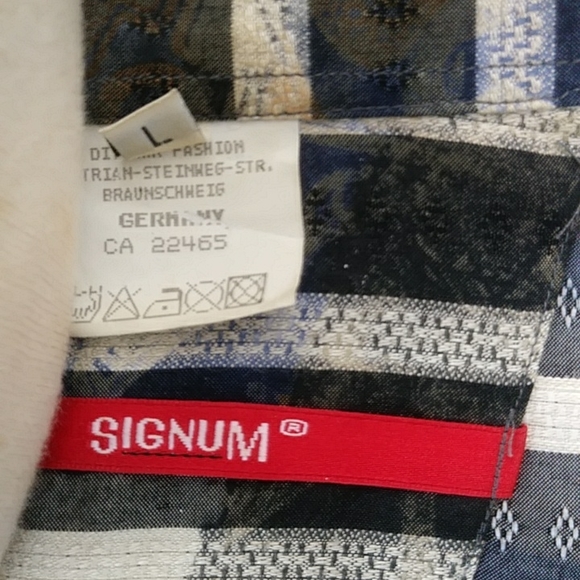 L
FASHION
TRIAN-STEINWEG-STR.
BRAUNSCHWEIG
GERMANY
CA 22465
SIGNUM®